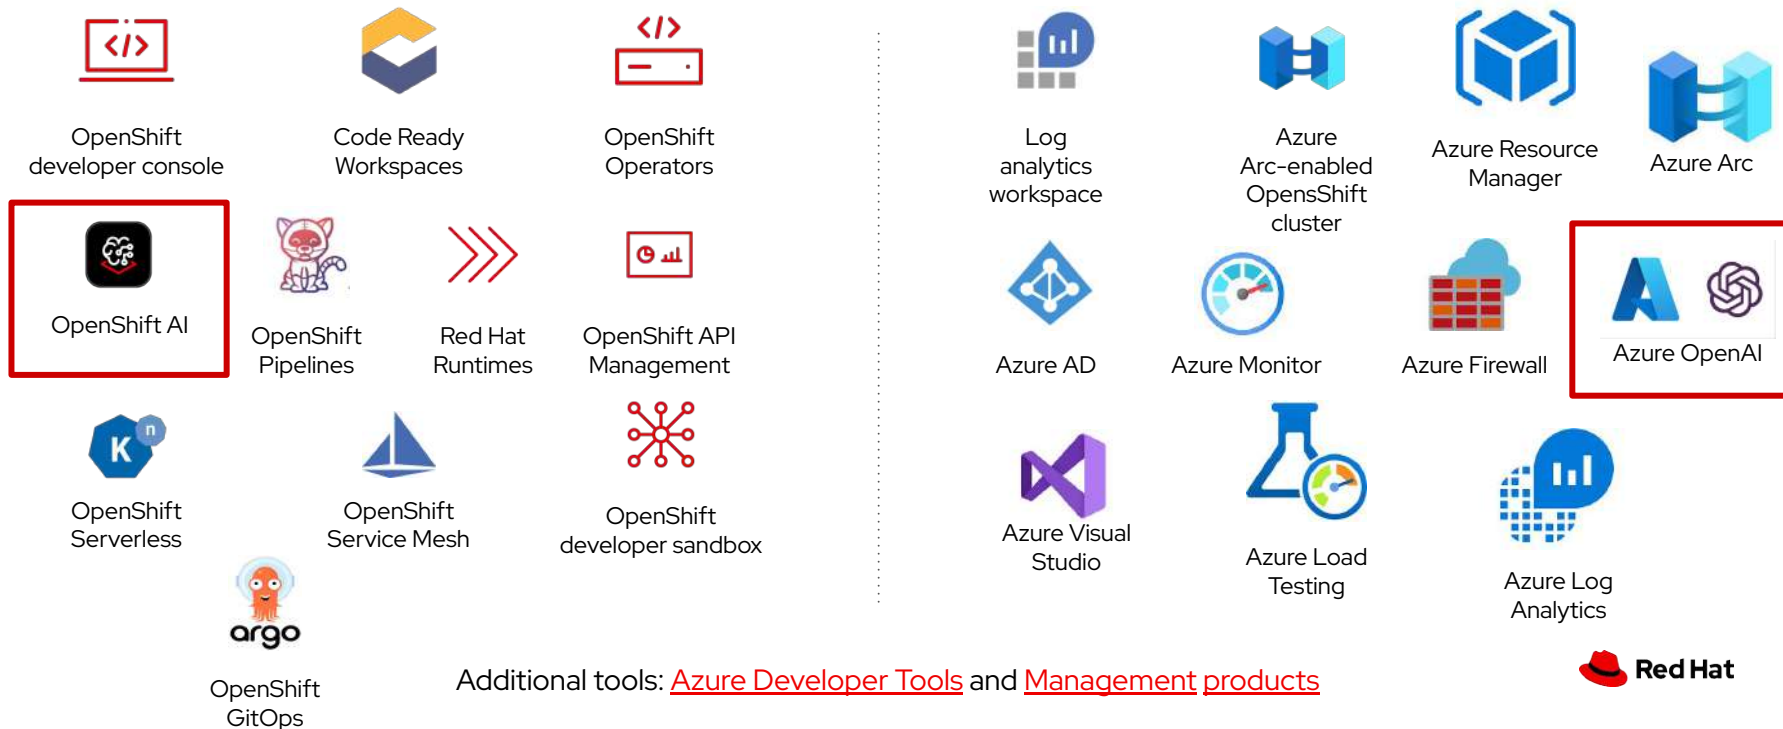 </>
</>
OpenShift
developer console
Code Ready
Workspaces
OpenShift
Operators
OpenShift AI
OpenShift
Pipelines
Red Hat
Runtimes
OpenShift API
Management
K
n
OpenShift
Serverless
OpenShift
Service Mesh
OpenShift
developer sandbox
argo
OpenShift
GitOps
Log
analytics
workspace
Azure
Arc-enabled
OpensShift
cluster
Azure Resource
Manager
Azure Arc
Azure AD
Azure Monitor
Azure Firewall
Azure OpenAI
Azure Visual
Studio
Azure Load
Testing
Azure Log
Analytics
Additional tools: Azure Developer Tools and Management products
Red Hat